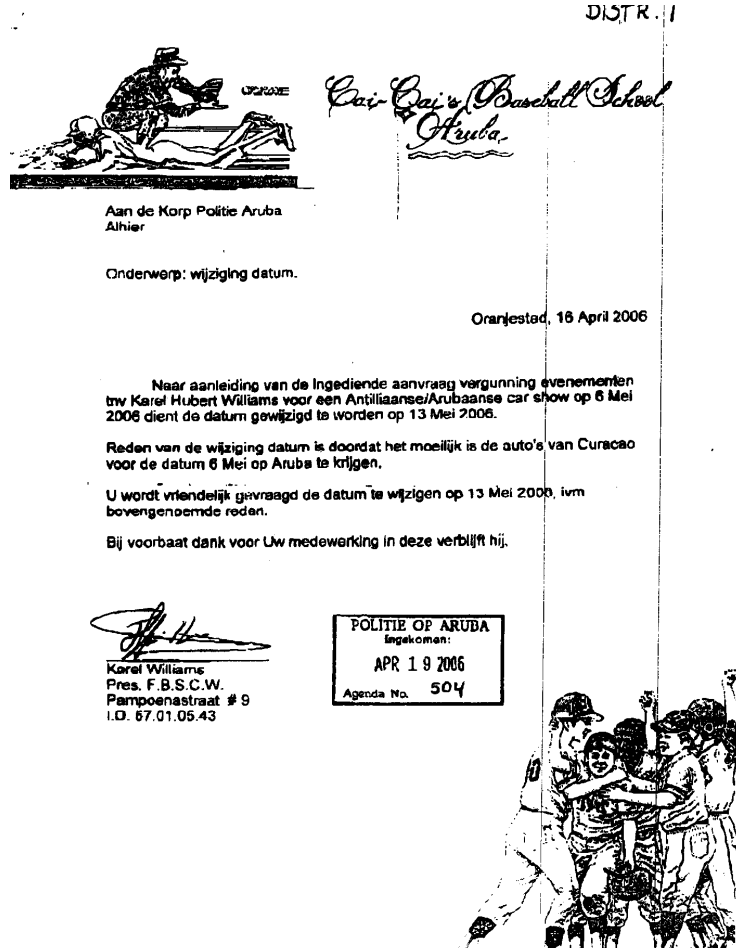 DISTR. 1
Cai-Cai's Baseball School
Aruba
Aan de Korp Politie Aruba
Alhier
Onderwerp: wijziging datum.
Oranjestad, 16 April 2006
Naar aanleiding van de Ingediende aanvraag vergunning evenementen
tnv Karel Hubert Williams voor een Antilliaanse/Arubaanse car show op 6 Mei
2006 dient de datum gewijzigd te worden op 13 Mei 2006.
Reden van de wijziging datum is doordat het moeilijk is de auto's van Curacao
voor de datum 6 Mei op Aruba te krijgen.
U wordt vriendelijk gevraagd de datum te wijzigen op 13 Mei 2006, ivm
bovengenoemde reden.
Bij voorbaat dank voor Uw medewerking in deze verblijft hij.
Karel Williams
Pres. F.B.S.C.W.
Pampoenastraat # 9
I.D. 67.01.05.43
POLITIE OP ARUBA
Ingekomen:
APR 19 2006
Agenda No. 504